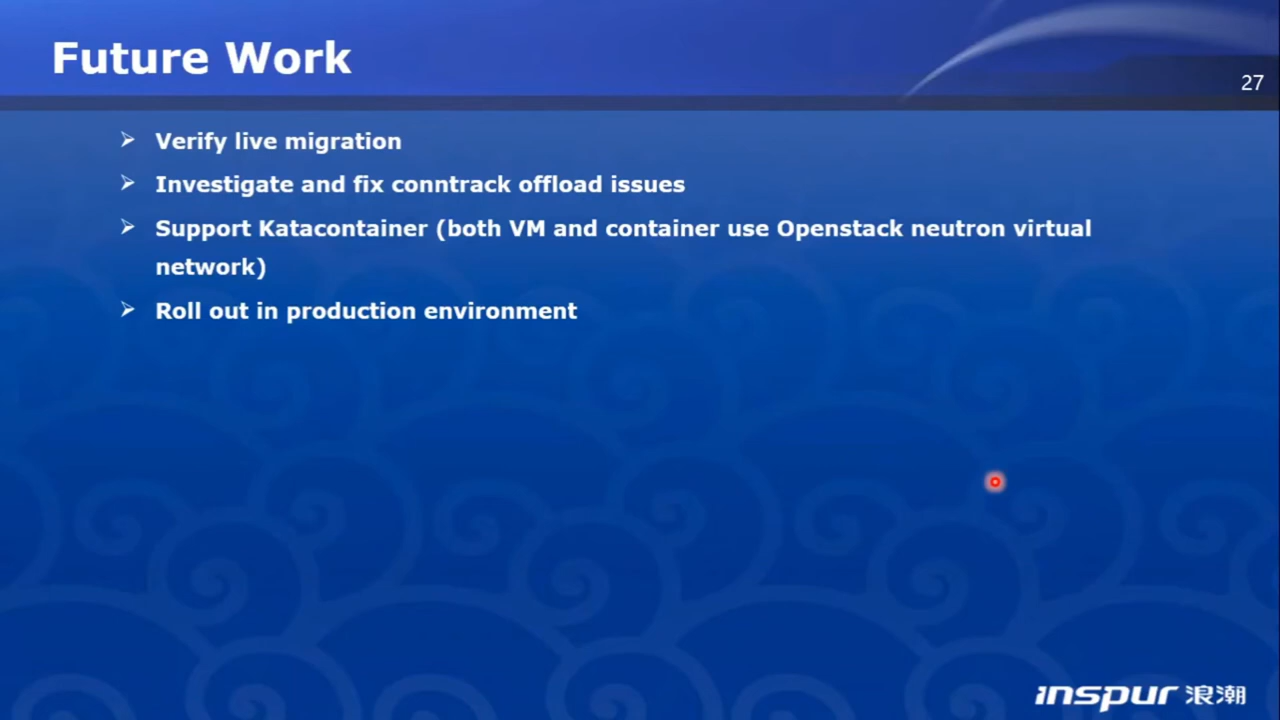 Future Work
27
➢ Verify live migration
➢ Investigate and fix conntrack offload issues
➢ Support Katacontainer (both VM and container use Openstack neutron virtual
network)
➢ Roll out in production environment
inspur 浪潮